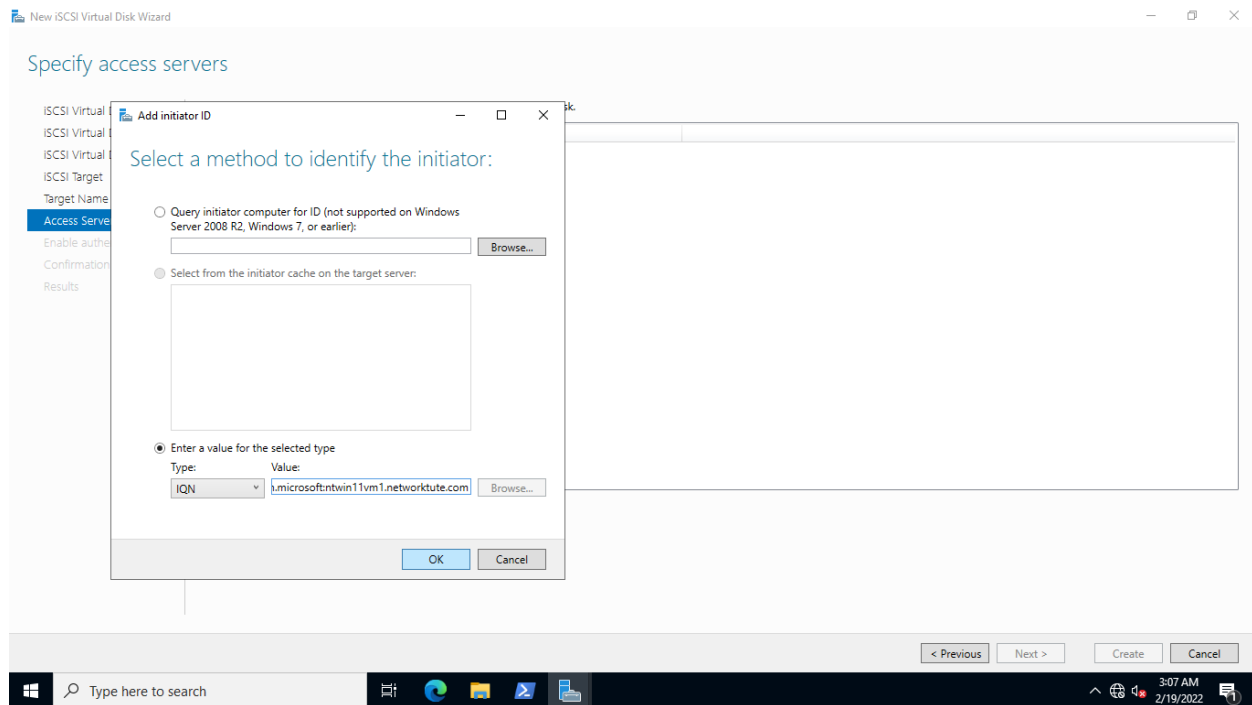 New iSCSI Virtual Disk Wizard
Specify access servers
iSCSI Virtual
sk.
iSCSI Virtual
iSCSI Virtual
iSCSI Target
Target Name
Access Serve
Enable authe
Confirmation
Results
Add initiator ID
Select a method to identify the initiator:
Query initiator computer for ID (not supported on Windows
Server 2008 R2, Windows 7, or earlier):
Browse...
Select from the initiator cache on the target server:
Enter a value for the selected type
Type:
Value:
IQN
.microsoft:ntwin11vm1.networktute.com
Browse...
OK
Cancel
< Previous
Next >
Create
Cancel
Type here to search
3:07 AM
2/19/2022
1